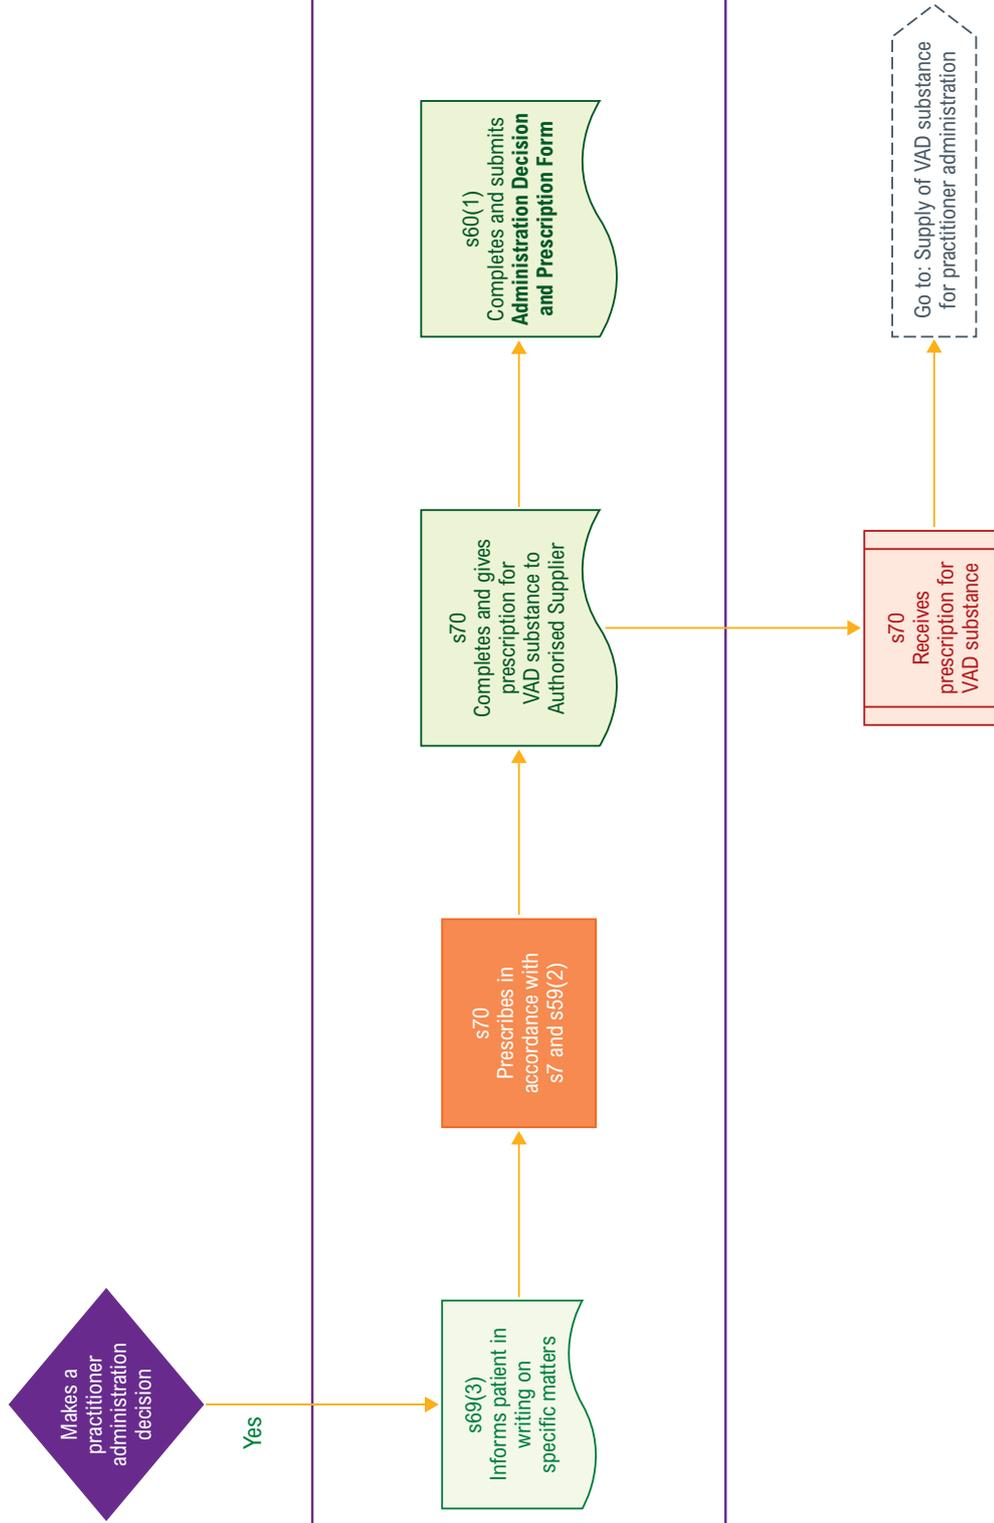 Makes a
practitioner
administration
decision
Yes
s69(3)
Informs patient in
writing on
specific matters
s70
Prescribes in
accordance with
s7 and s59(2)
s70
Completes and gives
prescription for
VAD substance to
Authorised Supplier
s60(1)
Completes and submits
Administration Decision
and Prescription Form
s70
Receives
prescription for
VAD substance
Go to: Supply of VAD substance
for practitioner administration